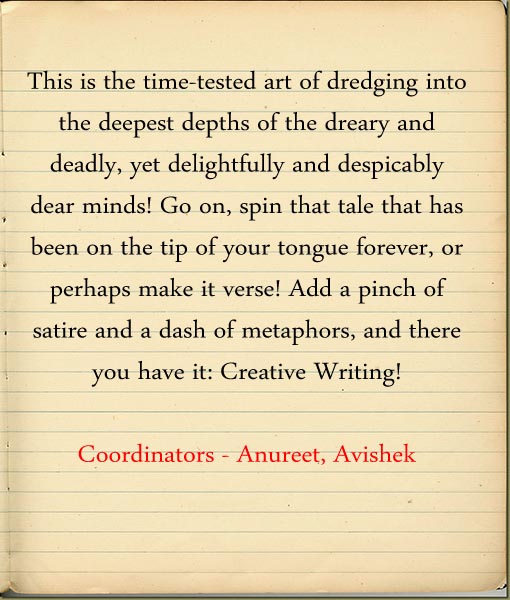 This is the time-tested art of dredging into
the deepest depths of the dreary and
deadly, yet delightfully and despicably
dear minds! Go on, spin that tale that has
been on the tip of your tongue forever, or
perhaps make it verse! Add a pinch of
satire and a dash of metaphors, and there
you have it: Creative Writing!
Coordinators - Anureet, Avishek